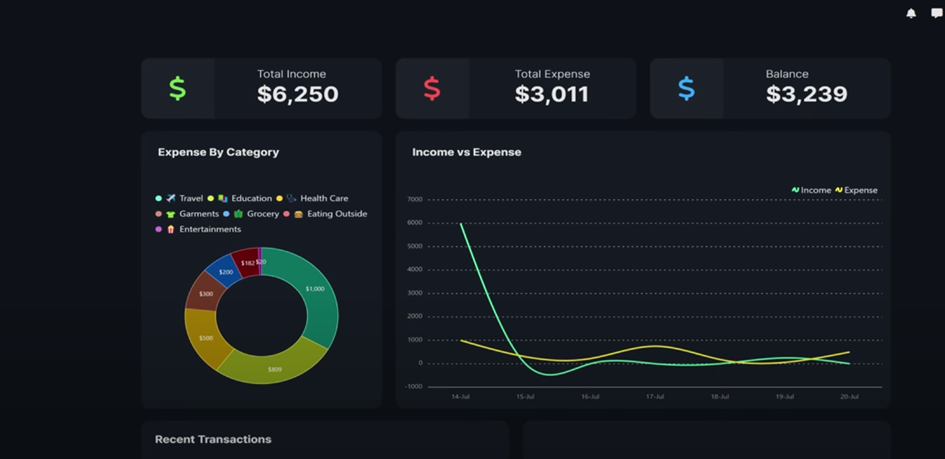 Total Income
$6,250
Total Expense
$3,011
Balance
$3,239
Expense By Category
Travel Education Health Care
Garments Grocery Eating Outside
Entertainments
$1,000
$809
$500
$300
$200
$182
$20
Income vs Expense
Income Expense
7000
6000
5000
4000
3000
2000
1000
0
-1000
14-Jul 15-Jul 16-Jul 17-Jul 18-Jul 19-Jul 20-Jul
Recent Transactions